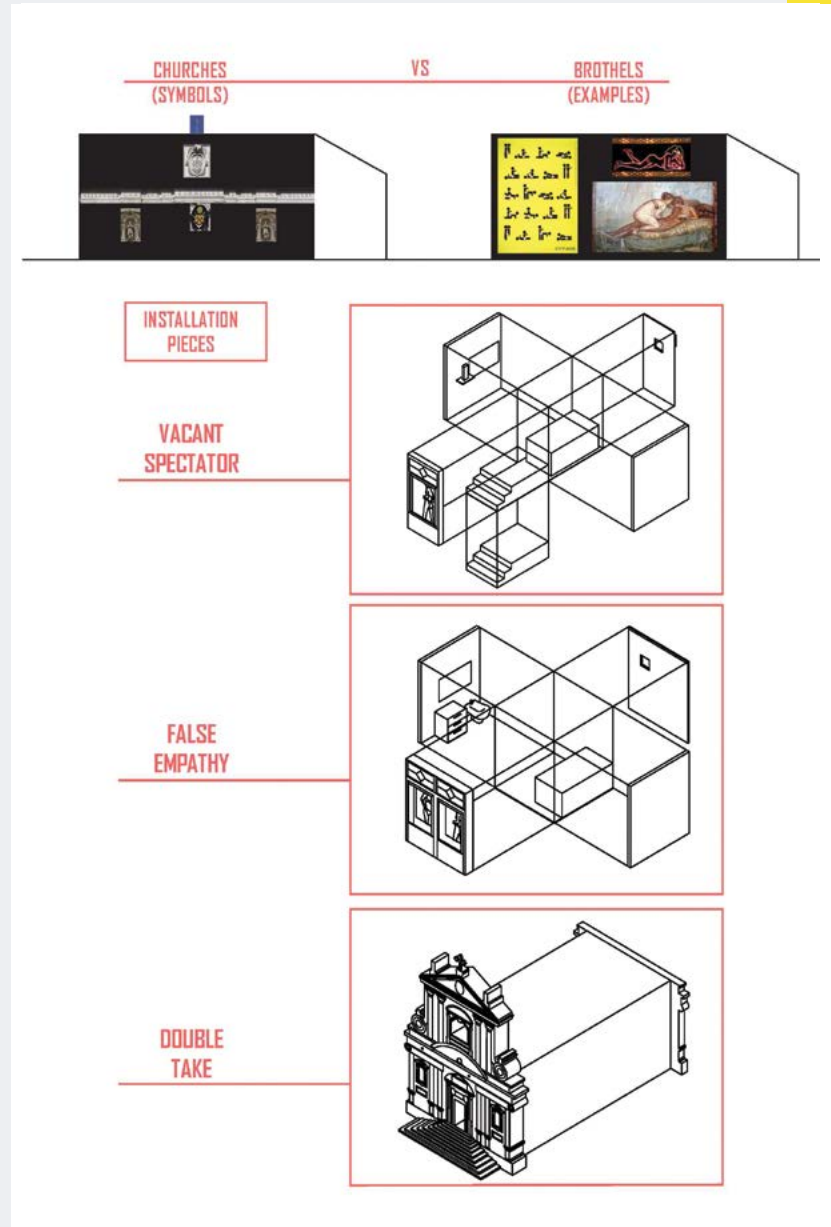 CHURCHES
(SYMBOLS)
VS
BROTHELS
(EXAMPLES)
INSTALLATION
PIECES
VACANT
SPECTATOR
FALSE
EMPATHY
DOUBLE
TAKE